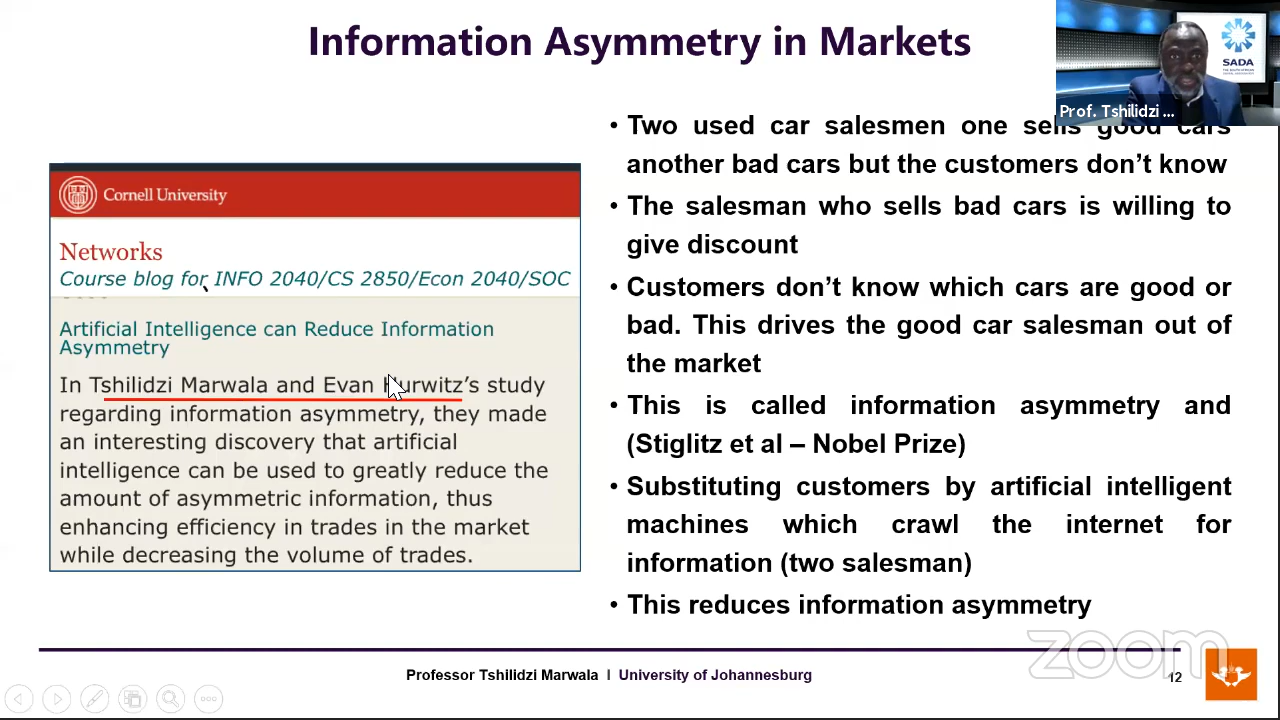 Information Asymmetry in Markets
SADA
Prof. Tshilidzi ...
Cornell University
Networks
Course blog for INFO 2040/CS 2850/Econ 2040/SOC
Artificial Intelligence can Reduce Information
Asymmetry
In Tshilidzi Marwala and Evan Hurwitz's study
regarding information asymmetry, they made
an interesting discovery that artificial
intelligence can be used to greatly reduce the
amount of asymmetric information, thus
enhancing efficiency in trades in the market
while decreasing the volume of trades.
• Two used car salesmen one sells good cars
another bad cars but the customers don't know
• The salesman who sells bad cars is willing to
give discount
• Customers don't know which cars are good or
bad. This drives the good car salesman out of
the market
• This is called information asymmetry and
(Stiglitz et al – Nobel Prize)
• Substituting customers by artificial intelligent
machines which crawl the internet for
information (two salesman)
• This reduces information asymmetry
zoom
Professor Tshilidzi Marwala I University of Johannesburg
12